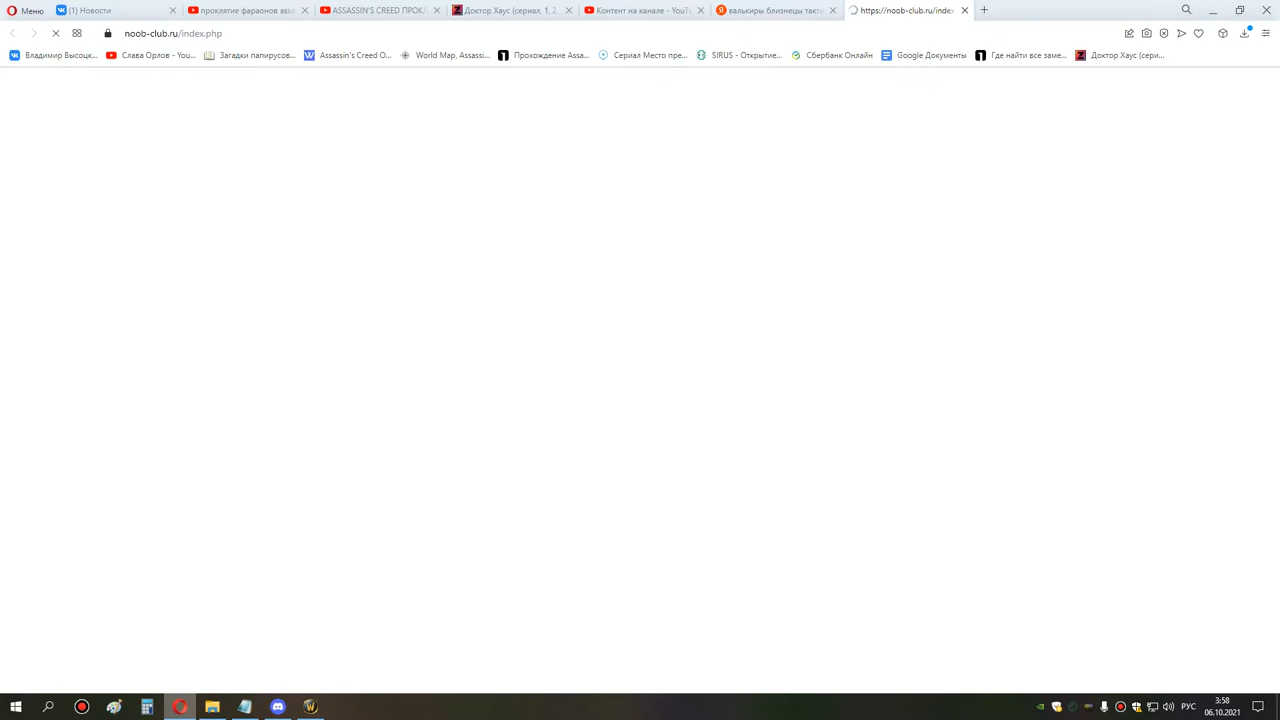 Меню
(1) Новости
проклятие фараонов assa
ASSASSIN'S CREED ПРОКЛ
Доктор Хаус (сериал, 1, 2,
Контент на канале - YouTu
валькиры близнецы такти
https://noob-club.ru/index
noob-club.ru/index.php
Владимир Высоцк...
Слава Орлов - You...
Загадки папирусов...
Assassin's Creed O...
World Map, Assassi...
Прохождение Assa...
Сериал Место пре...
SIRUS - Открытие...
Сбербанк Онлайн
Google Документы
Где найти все заме...
Доктор Хаус (сери...
РУС
3:58
06.10.2021